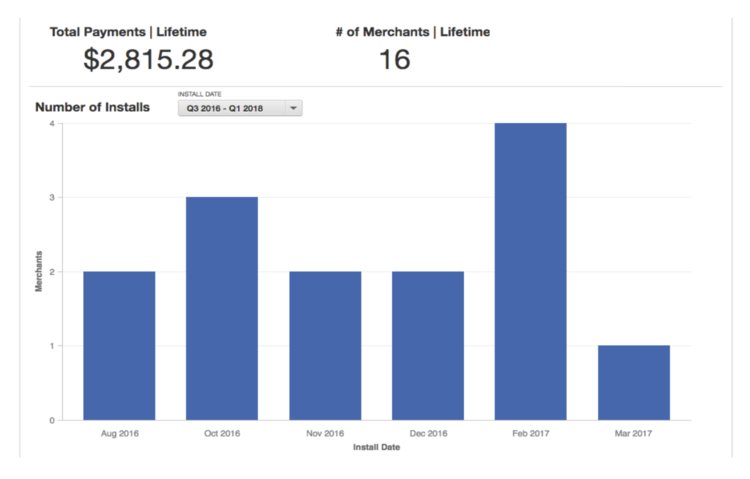 Total Payments | Lifetime
$2,815.28
# of Merchants | Lifetime
16
Number of Installs
INSTALL DATE
Q3 2016 - Q1 2018
4
3
2
1
0
Merchants
Aug 2016
Oct 2016
Nov 2016
Dec 2016
Feb 2017
Mar 2017
Install Date